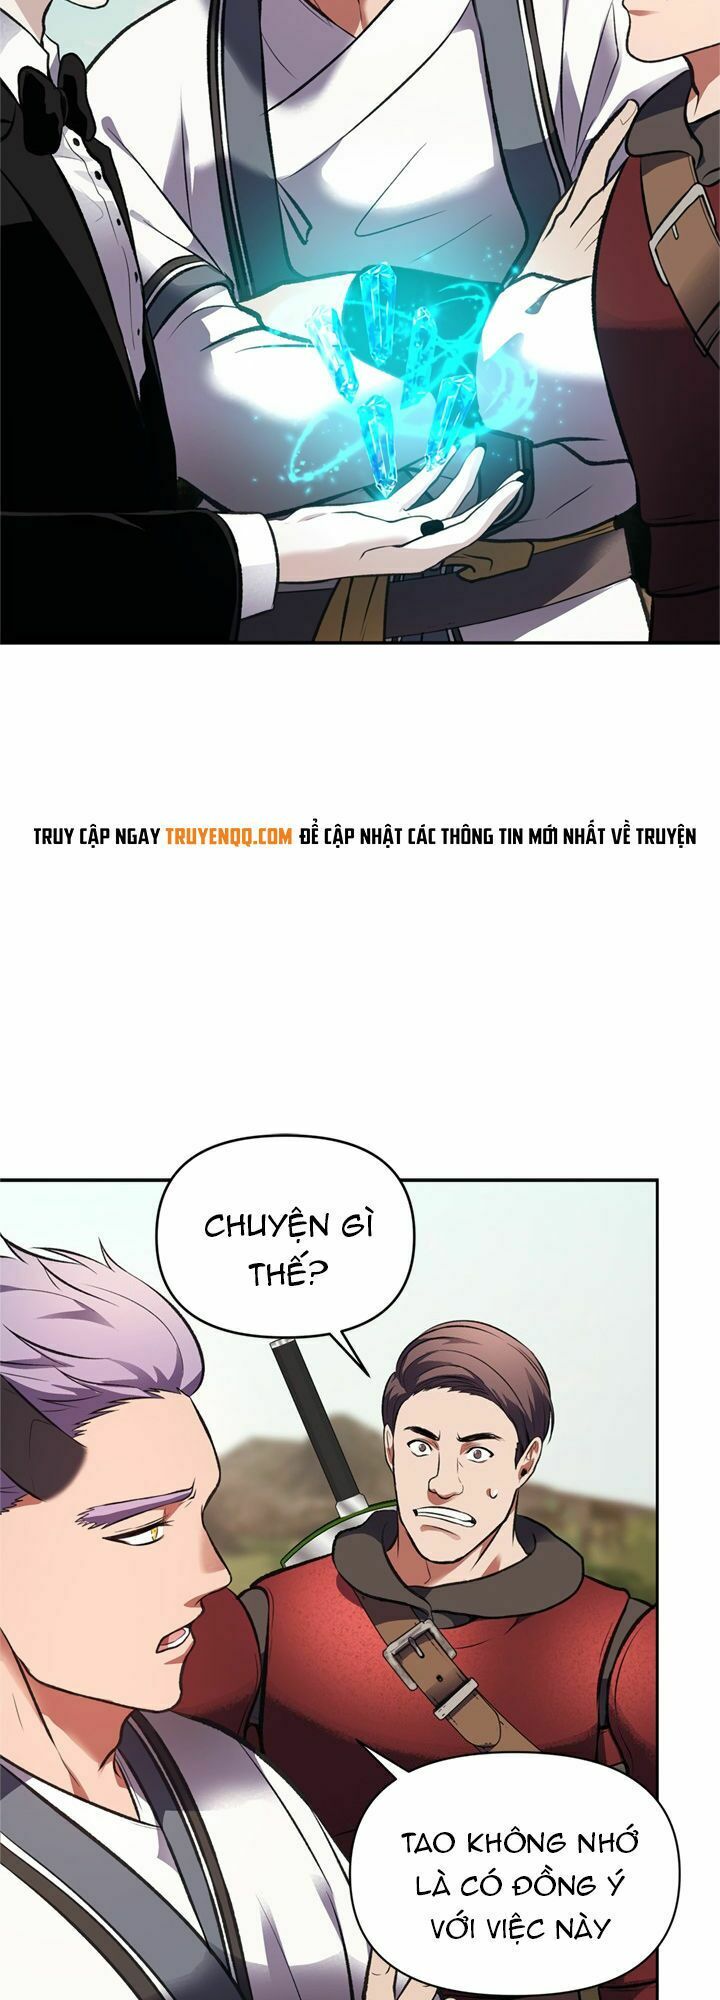 TRUY CẬP NGAY TRUYENQQ.COM ĐỂ CẬP NHẬT CÁC THÔNG TIN MỚI NHẤT VỀ TRUYỆN
CHUYỆN GÌ
THẾ?
TAO KHÔNG NHỚ
LÀ CÓ ĐỒNG Ý
VỚI VIỆC NÀY